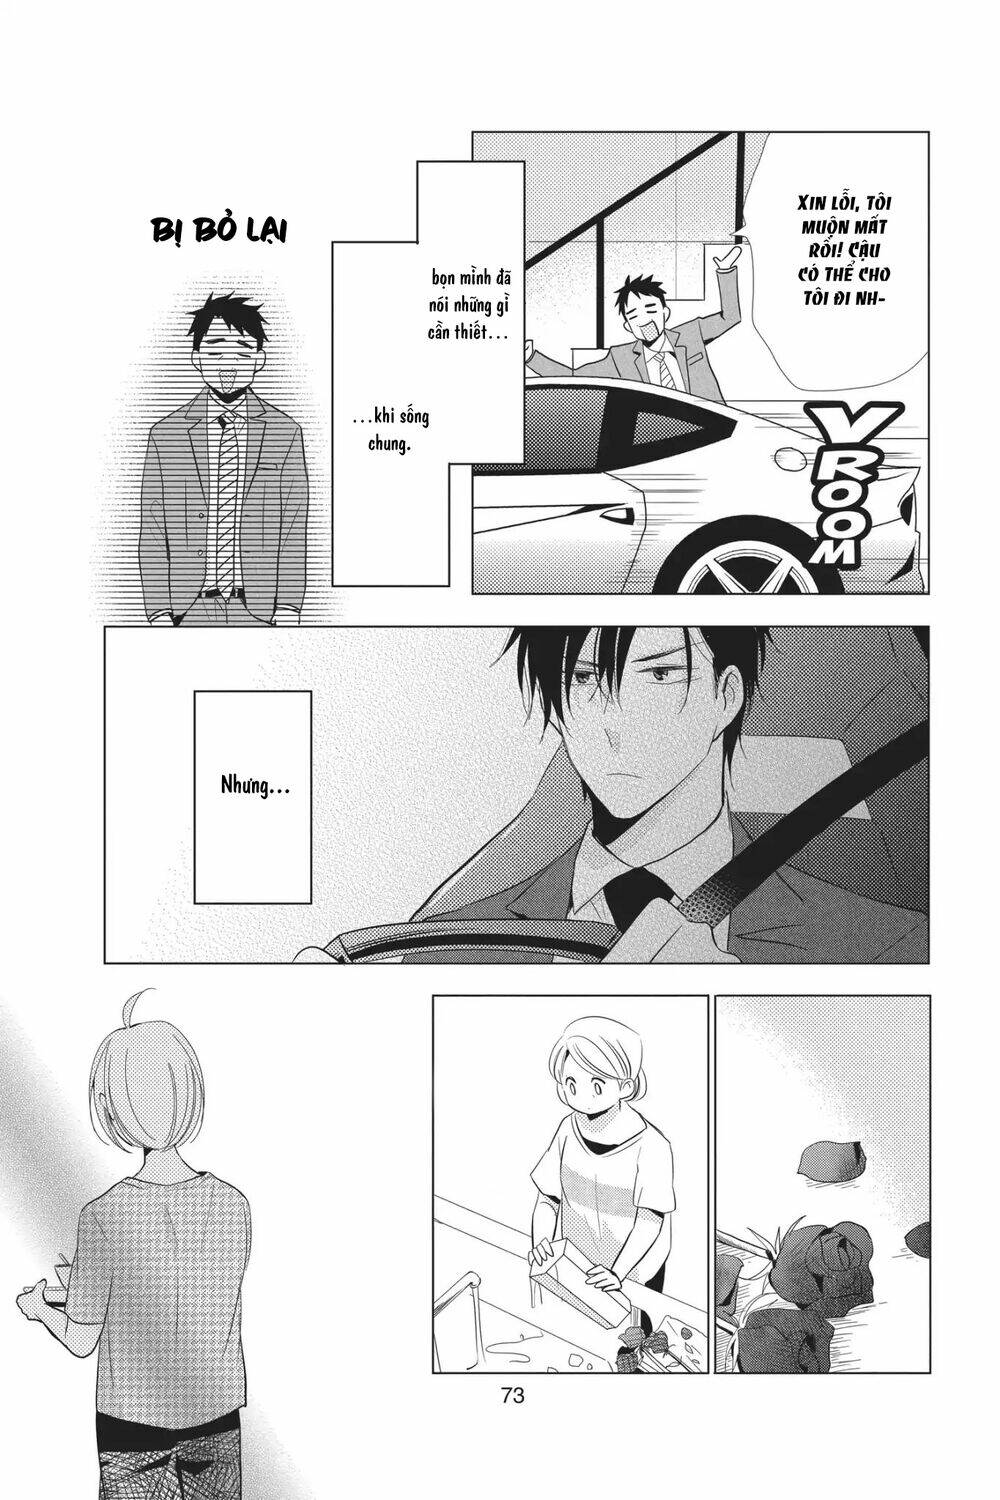 XIN LỖI, TÔI
MUỘN MẤT
RỒI! CẬU
CÓ THỂ CHO
TÔI ĐI NH-
VROOM
bọn mình đã
nói những gì
cần thiết...
...khi sống
chung.
BỊ BỎ LẠI
Nhưng...
73